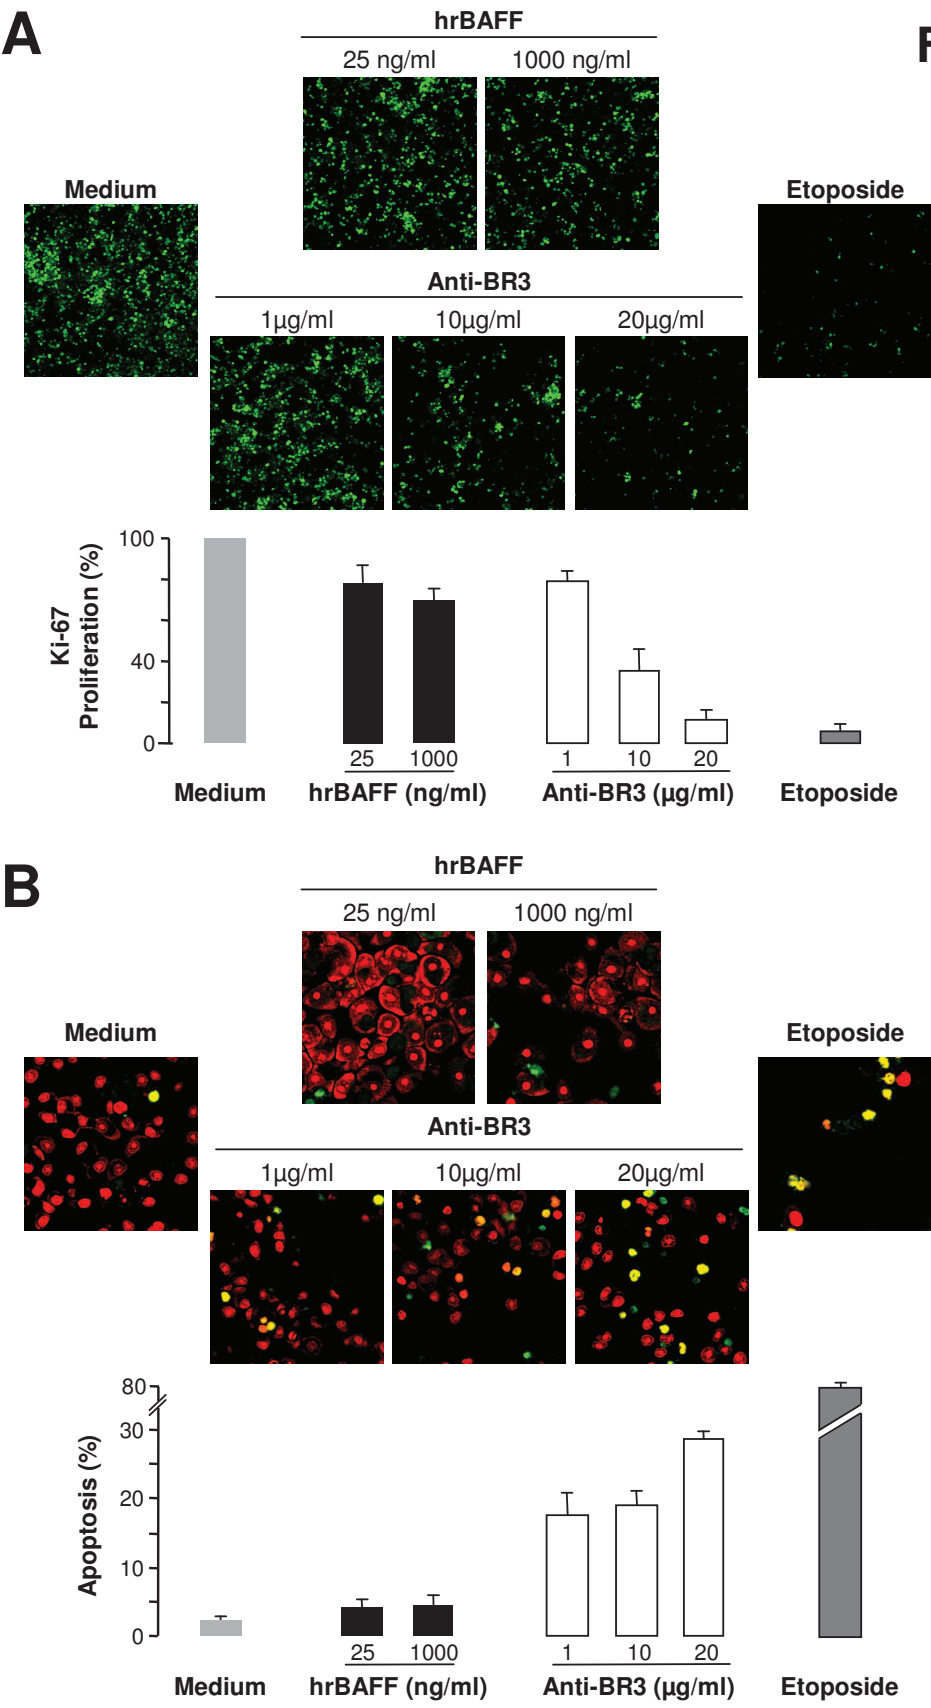 A
hrBAFF
25 ng/ml 1000 ng/ml
Medium
Etoposide
Anti-BR3
1µg/ml 10µg/ml 20µg/ml
Ki-67
Proliferation (%)
100
40
0
25 1000 1 10 20
Medium hrBAFF (ng/ml) Anti-BR3 (µg/ml) Etoposide
B
hrBAFF
25 ng/ml 1000 ng/ml
Medium
Etoposide
Anti-BR3
1µg/ml 10µg/ml 20µg/ml
Apoptosis (%)
80
30
20
10
0
25 1000 1 10 20
Medium hrBAFF (ng/ml) Anti-BR3 (µg/ml) Etoposide